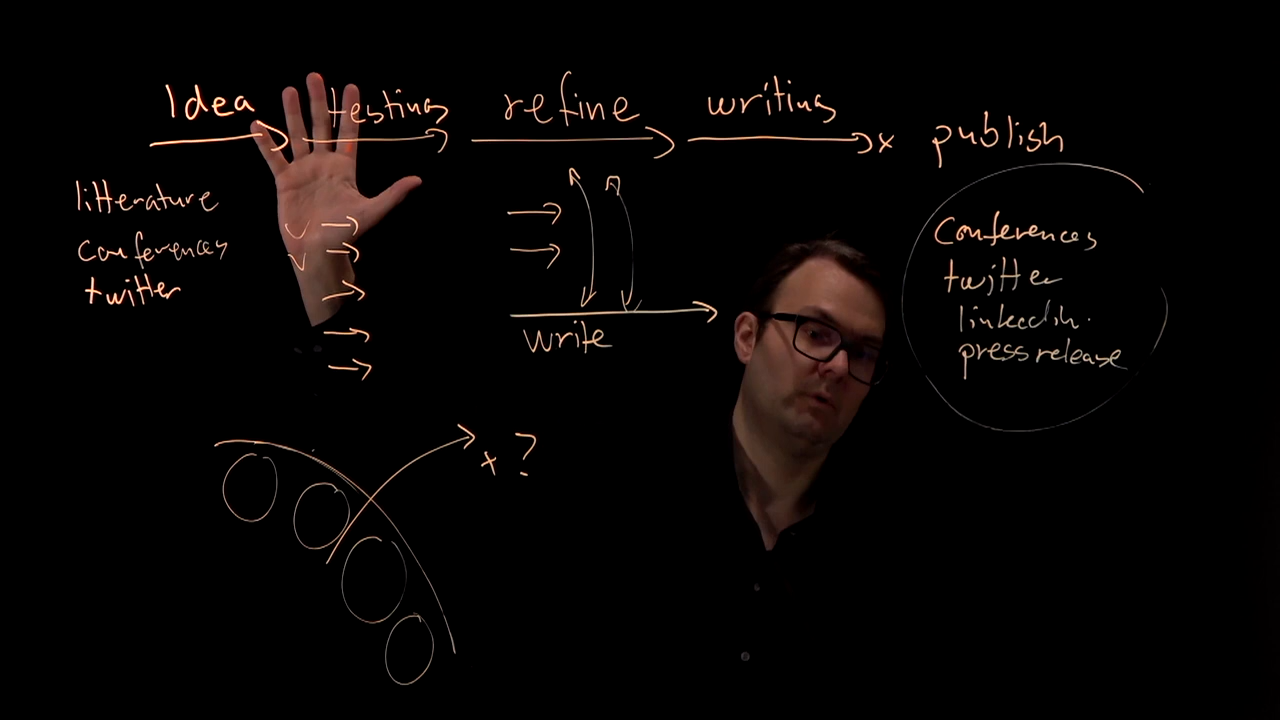 Idea testing refine writing
x publish
litterature
conferences
twitter
write
Conferences
twitter
linkedin.
press release
x ?